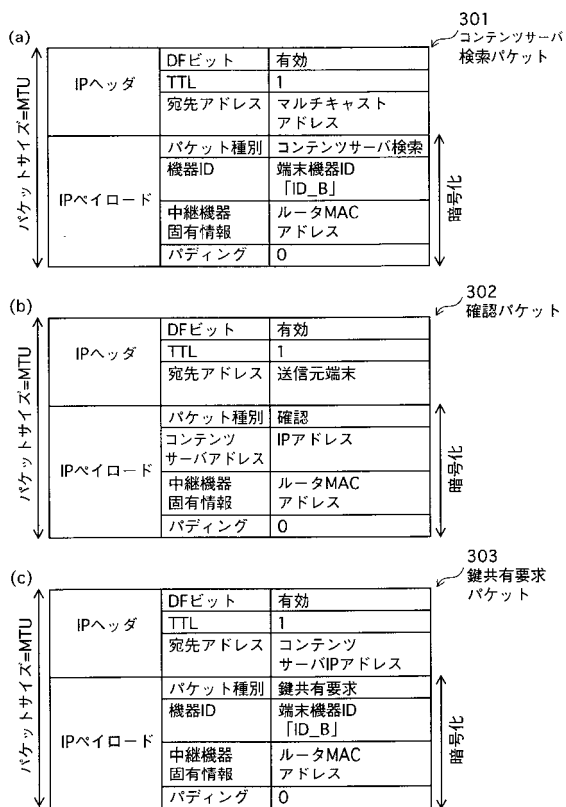 (a)
301
コンテンツサーバ
検索パケット
パケットサイズ=MTU
IPヘッダ
DFビット 有効
TTL 1
宛先アドレス マルチキャスト
アドレス
IPペイロード
パケット種別 コンテンツサーバ検索
機器ID 端末機器ID
「ID_B」
中継機器 ルータMAC
固有情報 アドレス
パディング 0
暗号化
(b)
302
確認パケット
パケットサイズ=MTU
IPヘッダ
DFビット 有効
TTL 1
宛先アドレス 送信元端末
IPペイロード
パケット種別 確認
コンテンツ IPアドレス
サーバアドレス
中継機器 ルータMAC
固有情報 アドレス
パディング 0
暗号化
(c)
303
鍵共有要求
パケット
パケットサイズ=MTU
IPヘッダ
DFビット 有効
TTL 1
宛先アドレス コンテンツ
サーバIPアドレス
IPペイロード
パケット種別 鍵共有要求
機器ID 端末機器ID
「ID_B」
中継機器 ルータMAC
固有情報 アドレス
パディング 0
暗号化